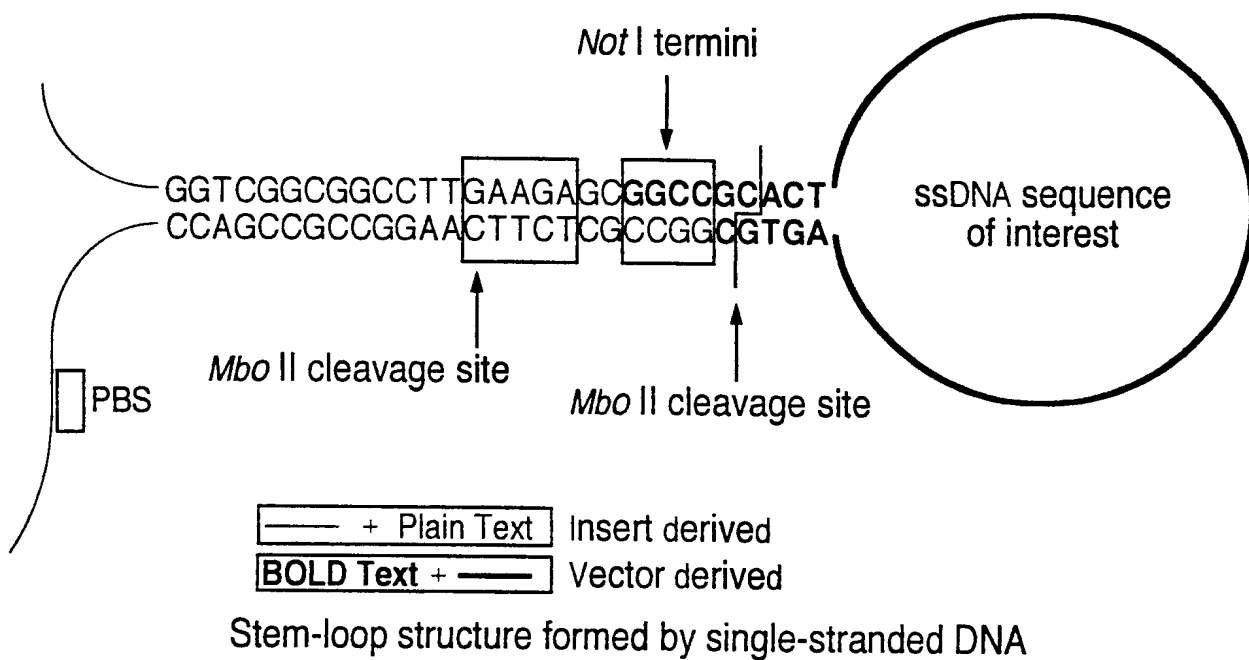 Not I termini
GGTCGGCGGCCTTGAAGAGCGGCCGCACT
CCAGCCGCCGGAACTTCTCGCCGGCGTGA
ssDNA sequence
of interest
Mbo II cleavage site
Mbo II cleavage site
PBS
+ Plain Text Insert derived
BOLD Text + Vector derived
Stem-loop structure formed by single-stranded DNA